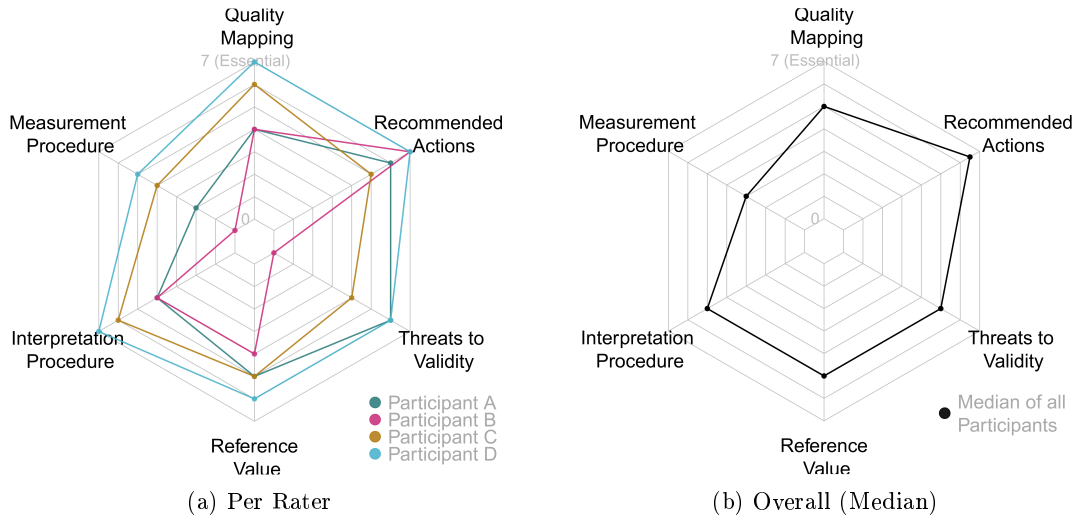 Quality
Mapping
7 (Essential)
Measurement
Procedure
Recommended
Actions
0
Interpretation
Procedure
Threats to
Validity
Reference
Value
Participant A
Participant B
Participant C
Participant D
(a) Per Rater
Quality
Mapping
7 (Essential)
Measurement
Procedure
Recommended
Actions
0
Interpretation
Procedure
Threats to
Validity
Reference
Value
Median of all
Participants
(b) Overall (Median)